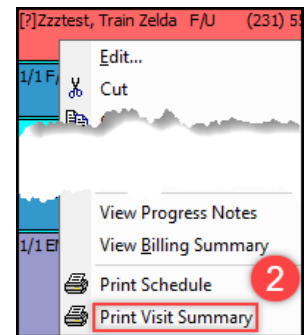 [?]Zzztest, Train Zelda F/U (231) 5
Edit...
1/1 F/
Cut
View Progress Notes
1/1 E
View Billing Summary
Print Schedule
2
Print Visit Summary